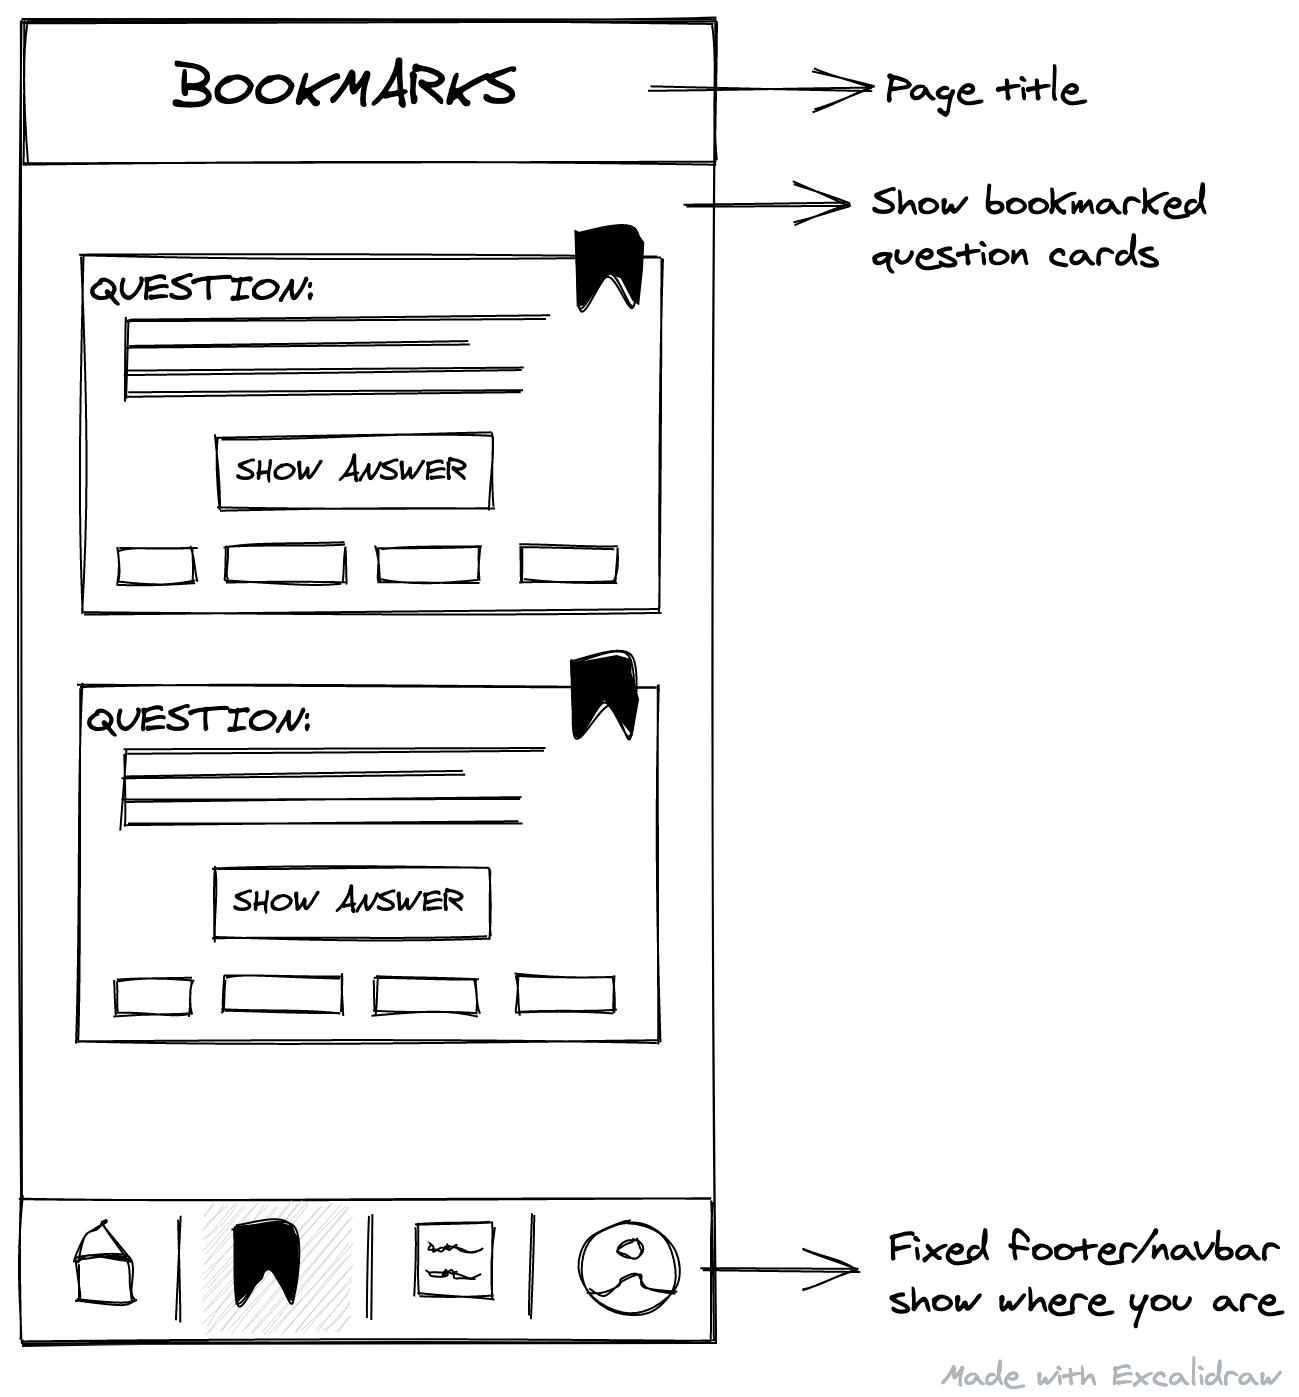 BOOKMARKS
Page title
Show bookmarked
question cards
QUESTION:
SHOW ANSWER
QUESTION:
SHOW ANSWER
Fixed footer/navbar
show where you are
Made with Excalidraw